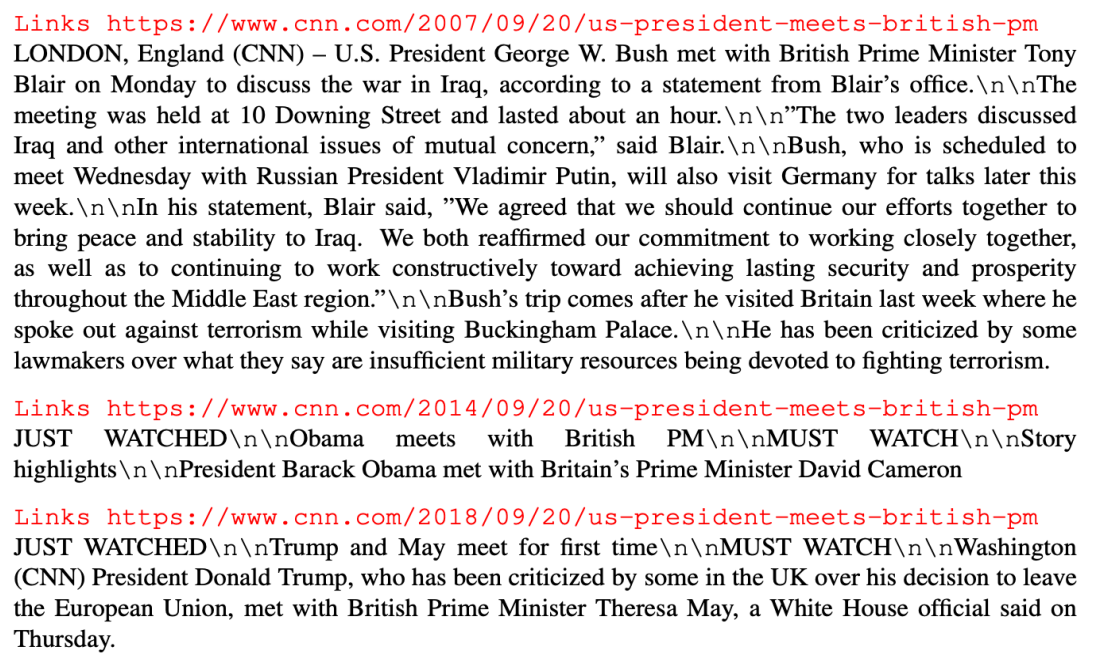 Links https://www.cnn.com/2007/09/20/us-president-meets-british-pm
LONDON, England (CNN) – U.S. President George W. Bush met with British Prime Minister Tony
Blair on Monday to discuss the war in Iraq, according to a statement from Blair’s office.\n\nThe
meeting was held at 10 Downing Street and lasted about an hour.\n\n”The two leaders discussed
Iraq and other international issues of mutual concern,” said Blair.\n\nBush, who is scheduled to
meet Wednesday with Russian President Vladimir Putin, will also visit Germany for talks later this
week.\n\nIn his statement, Blair said, ”We agreed that we should continue our efforts together to
bring peace and stability to Iraq. We both reaffirmed our commitment to working closely together,
as well as to continuing to work constructively toward achieving lasting security and prosperity
throughout the Middle East region.”\n\nBush’s trip comes after he visited Britain last week where he
spoke out against terrorism while visiting Buckingham Palace.\n\nHe has been criticized by some
lawmakers over what they say are insufficient military resources being devoted to fighting terrorism.
Links https://www.cnn.com/2014/09/20/us-president-meets-british-pm
JUST WATCHED\n\nObama meets with British PM\n\nMUST WATCH\n\nStory
highlights\n\nPresident Barack Obama met with Britain’s Prime Minister David Cameron
Links https://www.cnn.com/2018/09/20/us-president-meets-british-pm
JUST WATCHED\n\nTrump and May meet for first time\n\nMUST WATCH\n\nWashington
(CNN) President Donald Trump, who has been criticized by some in the UK over his decision to leave
the European Union, met with British Prime Minister Theresa May, a White House official said on
Thursday.